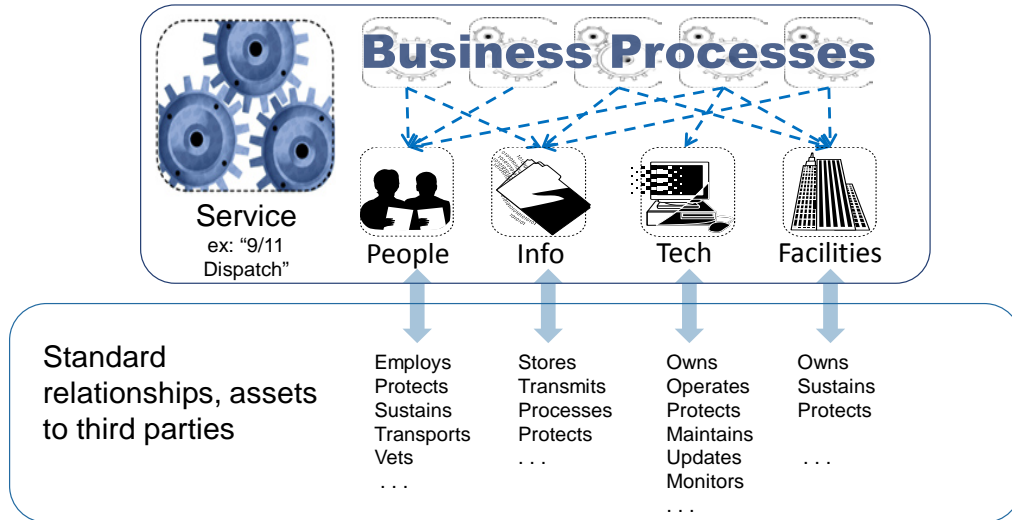 Business Processes
Service
ex: “9/11
Dispatch”
People
Info
Tech
Facilities
Standard
relationships, assets
to third parties
Employs
Protects
Sustains
Transports
Vets
. . .
Stores
Transmits
Processes
Protects
. . .
Owns
Operates
Protects
Maintains
Updates
Monitors
. . .
Owns
Sustains
Protects
. . .